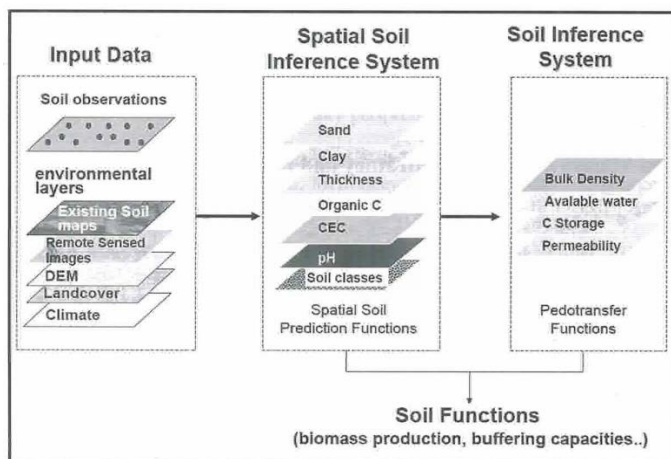 Input Data
Soil observations
environmental
layers
Existing Soil
maps
Remote Sensed
Images
DEM
Landcover
Climate
Spatial Soil
Inference System
Sand
Clay
Thickness
Organic C
CEC
pH
Soil classes
Spatial Soil
Prediction Functions
Soil Inference
System
Bulk Density
Avalable water
C Storage
Permeability
Pedotransfer
Functions
Soil Functions
(biomass production, buffering capacities..)